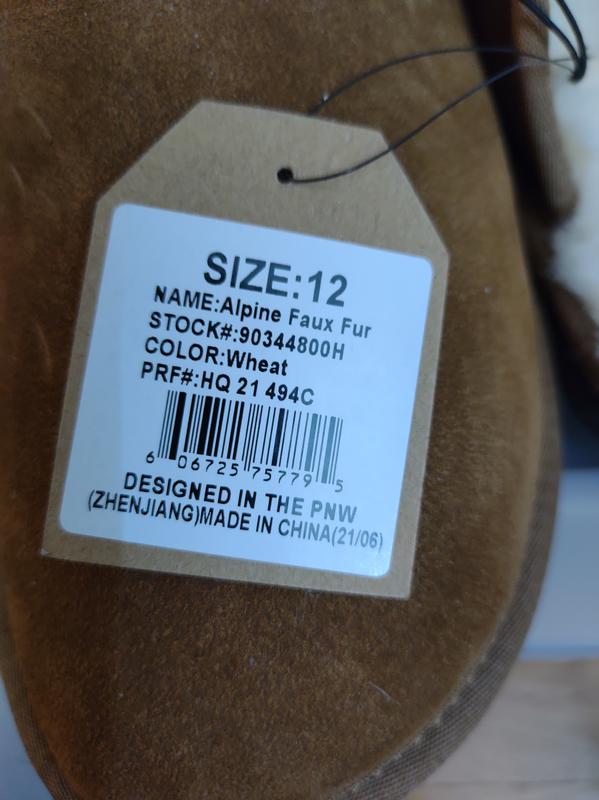 SIZE:12
NAME:Alpine Faux Fur
STOCK#:90344800H
COLOR:Wheat
PRF#:HQ 21 494C
6 06725 75779 5
DESIGNED IN THE PNW
(ZHENJIANG)MADE IN CHINA(21/06)